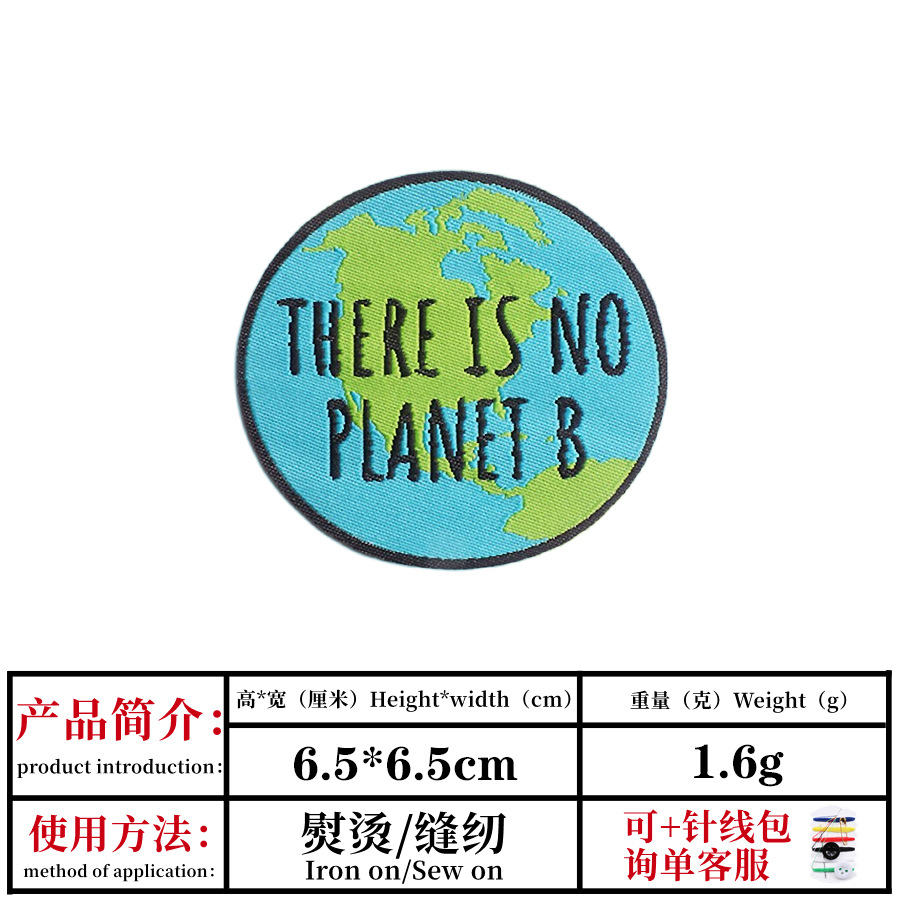 THERE IS NO
PLANET B
产品简介：
product introduction：
高*宽（厘米）Height*width（cm）
重量（克）Weight（g）
6.5*6.5cm
1.6g
使用方法：
method of application：
熨烫/缝纫
Iron on/Sew on
可+针线包
询单客服